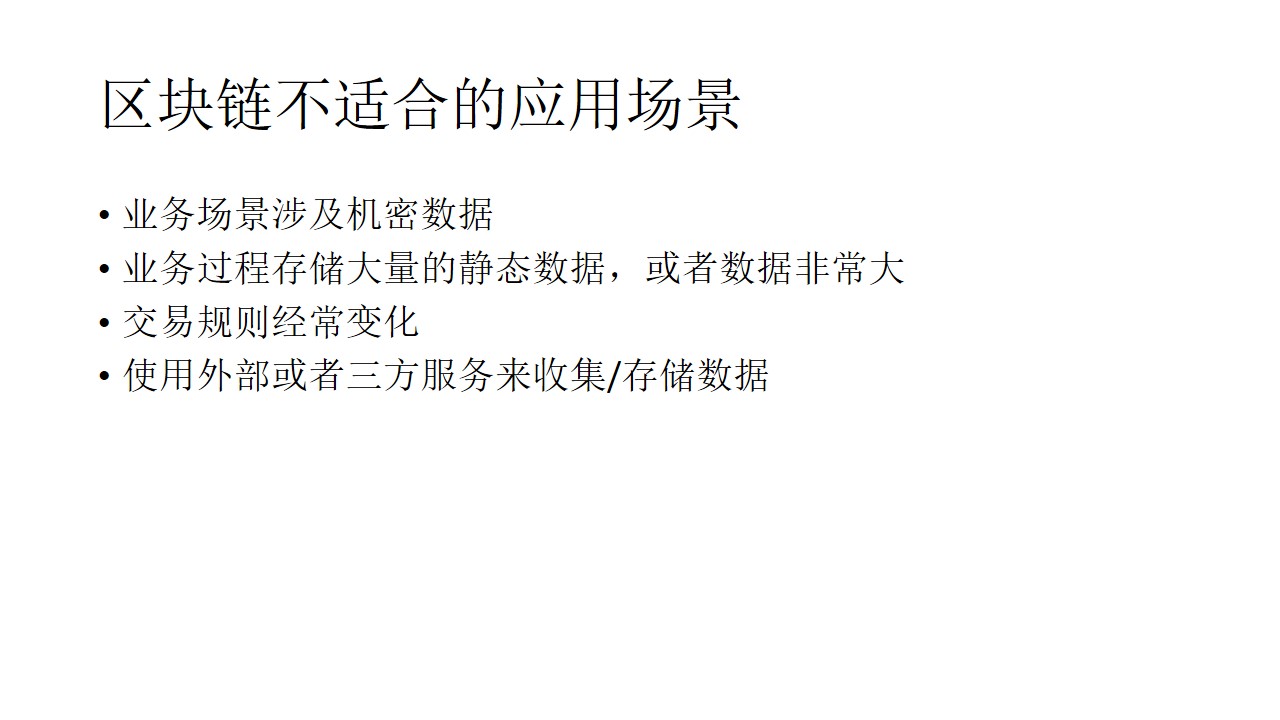 区块链不适合的应用场景
• 业务场景涉及机密数据
• 业务过程存储大量的静态数据，或者数据非常大
• 交易规则经常变化
• 使用外部或者三方服务来收集/存储数据